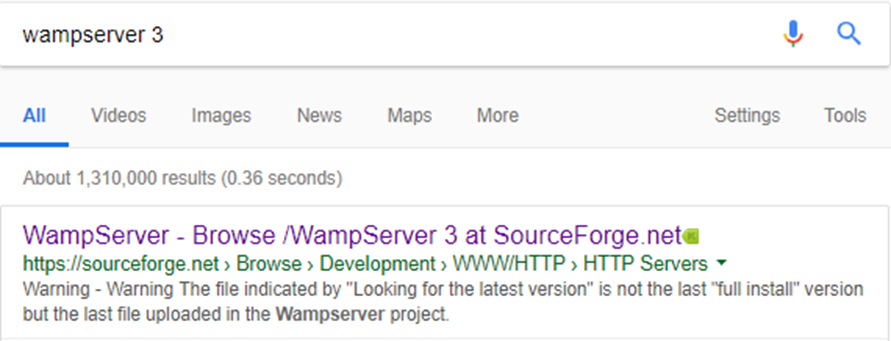 wampserver 3
All Videos Images News Maps More Settings Tools
About 1,310,000 results (0.36 seconds)
WampServer - Browse /WampServer 3 at SourceForge.net
https://sourceforge.net › Browse › Development › WWW/HTTP › HTTP Servers
Warning - Warning The file indicated by "Looking for the latest version" is not the last "full install" version
but the last file uploaded in the Wampserver project.